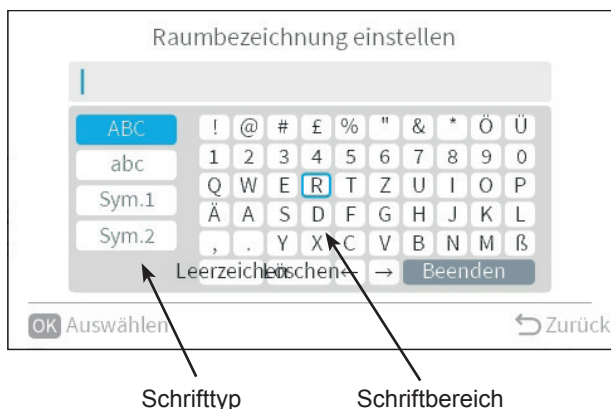 Raumbezeichnung einstellen
ABC
abc
Sym.1
Sym.2
! @ # £ % " & * Ö Ü
1 2 3 4 5 6 7 8 9 0
Q W E R T Z U I O P
Ä A S D F G H J K L
, . Y X C V B N M ß
Leerzeichen Löschen ← → Beenden
OK Auswählen Zurück
Schrifttyp Schriftbereich